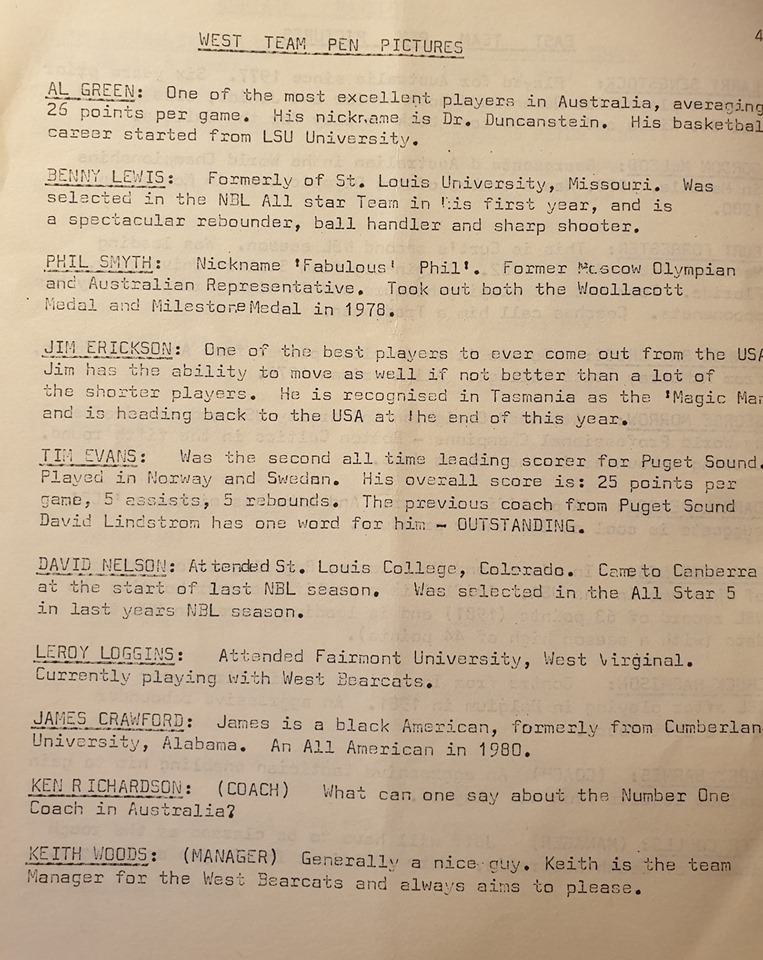 4
WEST TEAM PEN PICTURES
AL GREEN: One of the most excellent players in Australia, averaging
26 points per game. His nickname is Dr. Duncanstein. His basketbal
career started from LSU University.
BENNY LEWIS: Formerly of St. Louis University, Missouri. Was
selected in the NBL All star Team in his first year, and is
a spectacular rebounder, ball handler and sharp shooter.
PHIL SMYTH: Nickname 'Fabulous' Phil'. Former Moscow Olympian
and Australian Representative. Took out both the Woollacott
Medal and Milestone Medal in 1978.
JIM ERICKSON: One of the best players to ever come out from the USA
Jim has the ability to move as well if not better than a lot of
the shorter players. He is recognised in Tasmania as the 'Magic Man
and is heading back to the USA at the end of this year.
TIM EVANS: Was the second all time leading scorer for Puget Sound.
Played in Norway and Sweden. His overall score is: 25 points per
game, 5 assists, 5 rebounds. The previous coach from Puget Sound
David Lindstrom has one word for him - OUTSTANDING.
DAVID NELSON: Attended St. Louis College, Colorado. Came to Canberra
at the start of last NBL season. Was selected in the All Star 5
in last years NBL season.
LEROY LOGGINS: Attended Fairmont University, West Virginal.
Currently playing with West Bearcats.
JAMES CRAWFORD: James is a black American, formerly from Cumberlan
University, Alabama. An All American in 1980.
KEN RICHARDSON: (COACH) What can one say about the Number One
Coach in Australia?
KEITH WOODS: (MANAGER) Generally a nice guy. Keith is the team
Manager for the West Bearcats and always aims to please.